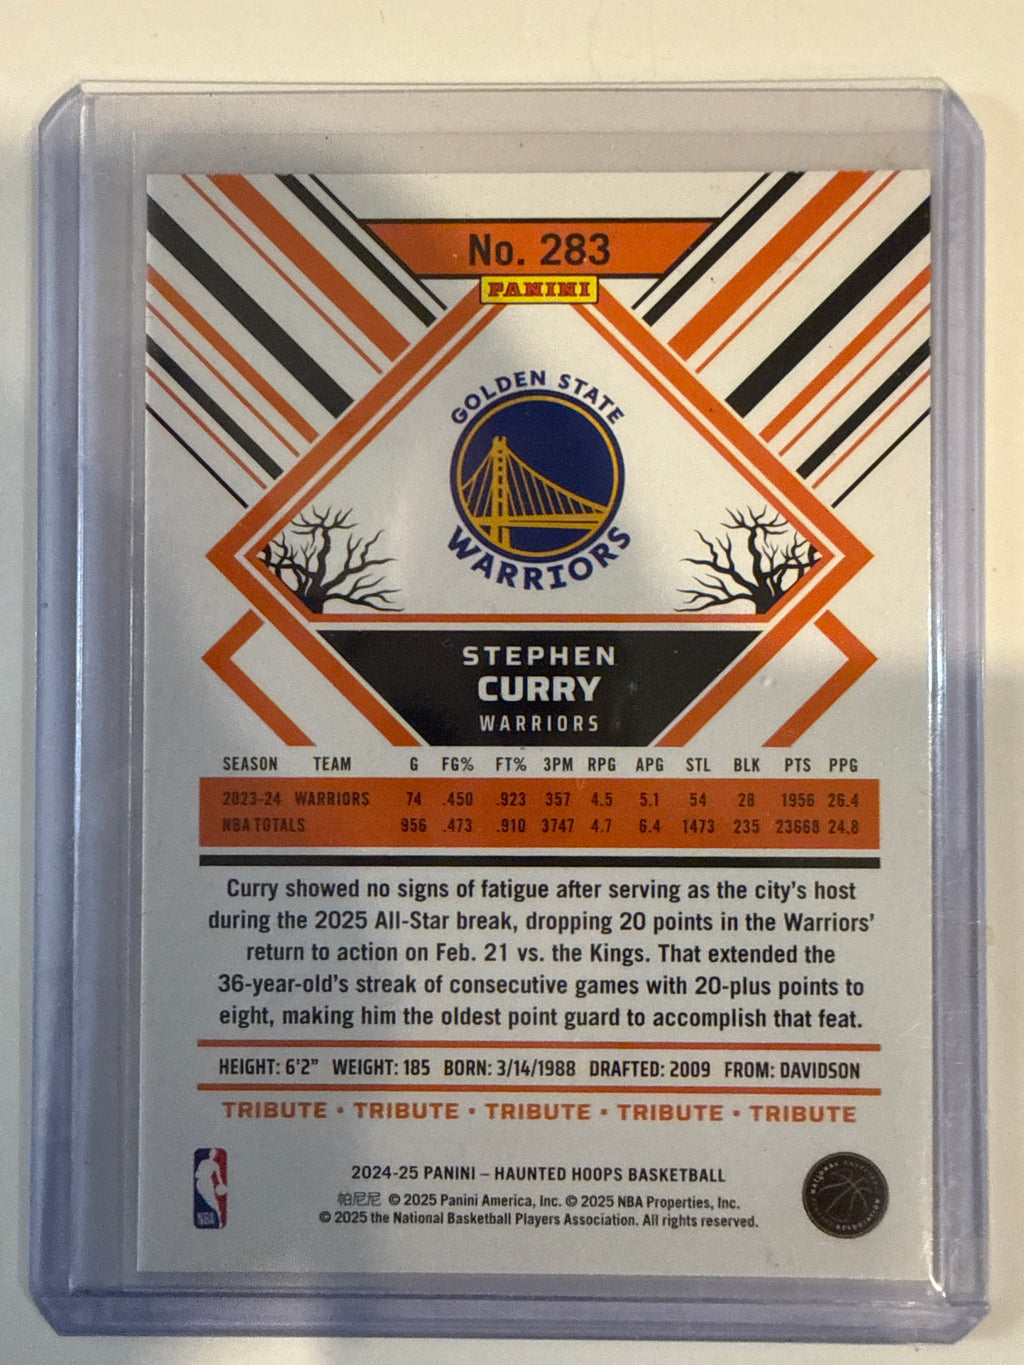 No. 283
PANINI
GOLDEN STATE
WARRIORS
STEPHEN
CURRY
WARRIORS
SEASON TEAM G FG% FT% 3PM RPG APG STL BLK PTS PPG
2023-24 WARRIORS 74 .450 .923 357 4.5 5.1 54 28 1956 26.4
NBA TOTALS 956 .473 .910 3747 4.7 6.4 1473 235 23668 24.8
Curry showed no signs of fatigue after serving as the city's host
during the 2025 All-Star break, dropping 20 points in the Warriors'
return to action on Feb. 21 vs. the Kings. That extended the
36-year-old's streak of consecutive games with 20-plus points to
eight, making him the oldest point guard to accomplish that feat.
HEIGHT: 6'2" WEIGHT: 185 BORN: 3/14/1988 DRAFTED: 2009 FROM: DAVIDSON
TRIBUTE • TRIBUTE • TRIBUTE • TRIBUTE • TRIBUTE
2024-25 PANINI – HAUNTED HOOPS BASKETBALL
帕尼尼 © 2025 Panini America, Inc. © 2025 NBA Properties, Inc.
© 2025 the National Basketball Players Association. All rights reserved.
NBA